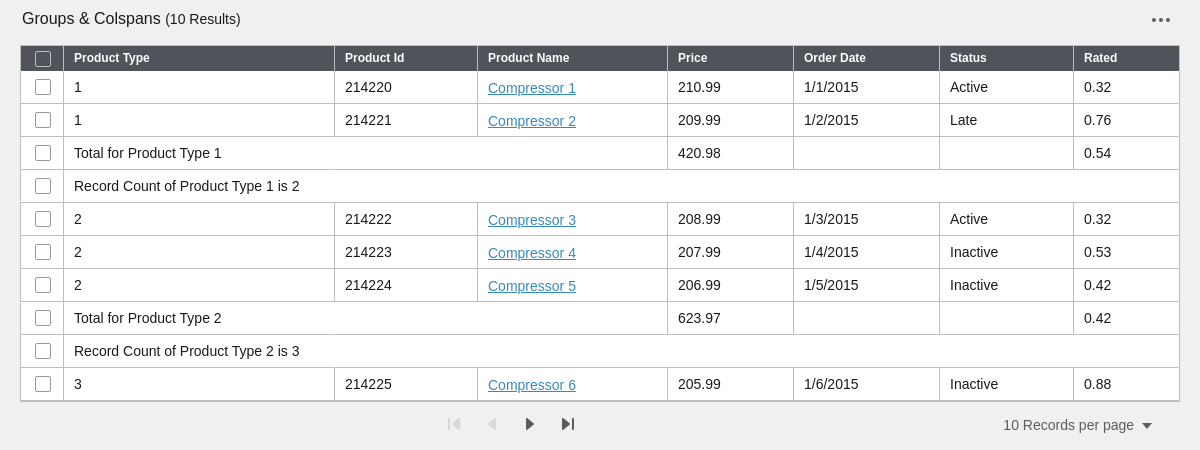 Groups & Colspans (10 Results)
Product Type Product Id Product Name Price Order Date Status Rated
1 214220 Compressor 1 210.99 1/1/2015 Active 0.32
1 214221 Compressor 2 209.99 1/2/2015 Late 0.76
Total for Product Type 1 420.98 0.54
Record Count of Product Type 1 is 2
2 214222 Compressor 3 208.99 1/3/2015 Active 0.32
2 214223 Compressor 4 207.99 1/4/2015 Inactive 0.53
2 214224 Compressor 5 206.99 1/5/2015 Inactive 0.42
Total for Product Type 2 623.97 0.42
Record Count of Product Type 2 is 3
3 214225 Compressor 6 205.99 1/6/2015 Inactive 0.88
10 Records per page